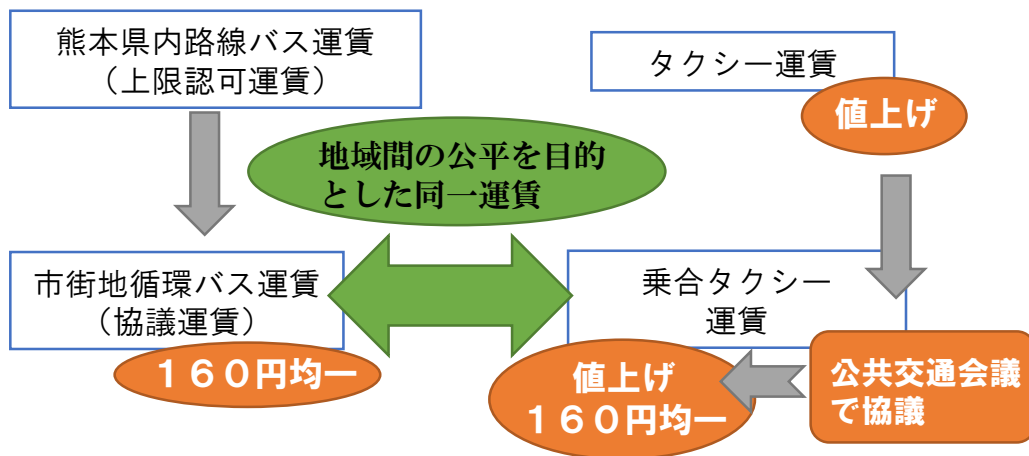 熊本県内路線バス運賃
（上限認可運賃）
タクシー運賃
値上げ
地域間の公平を目的
とした同一運賃
市街地循環バス運賃
（協議運賃）
１６０円均一
乗合タクシー
運賃
値上げ
１６０円均一
公共交通会議
で協議